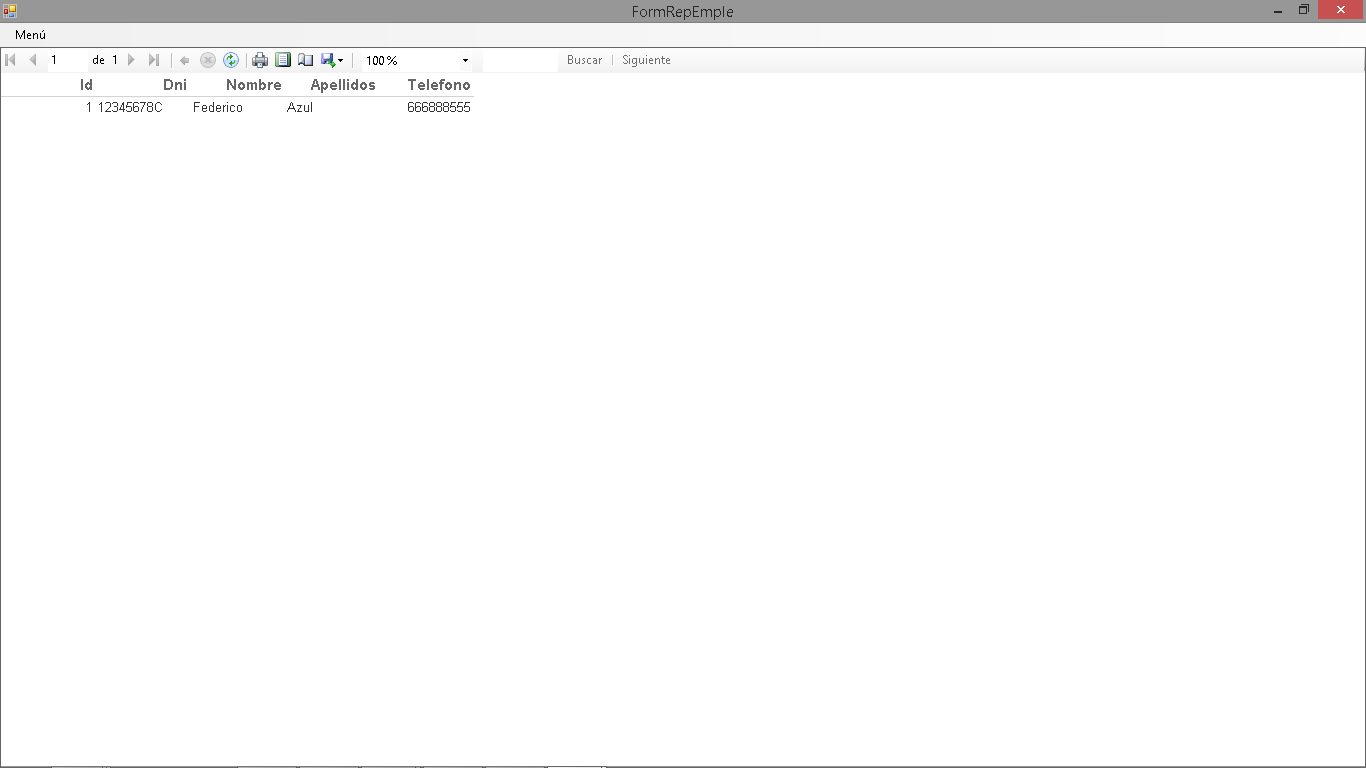 FormRepEmple
Menú
1 de 1 100% Buscar Siguiente
Id Dni Nombre Apellidos Telefono
1 12345678C Federico Azul 666888555